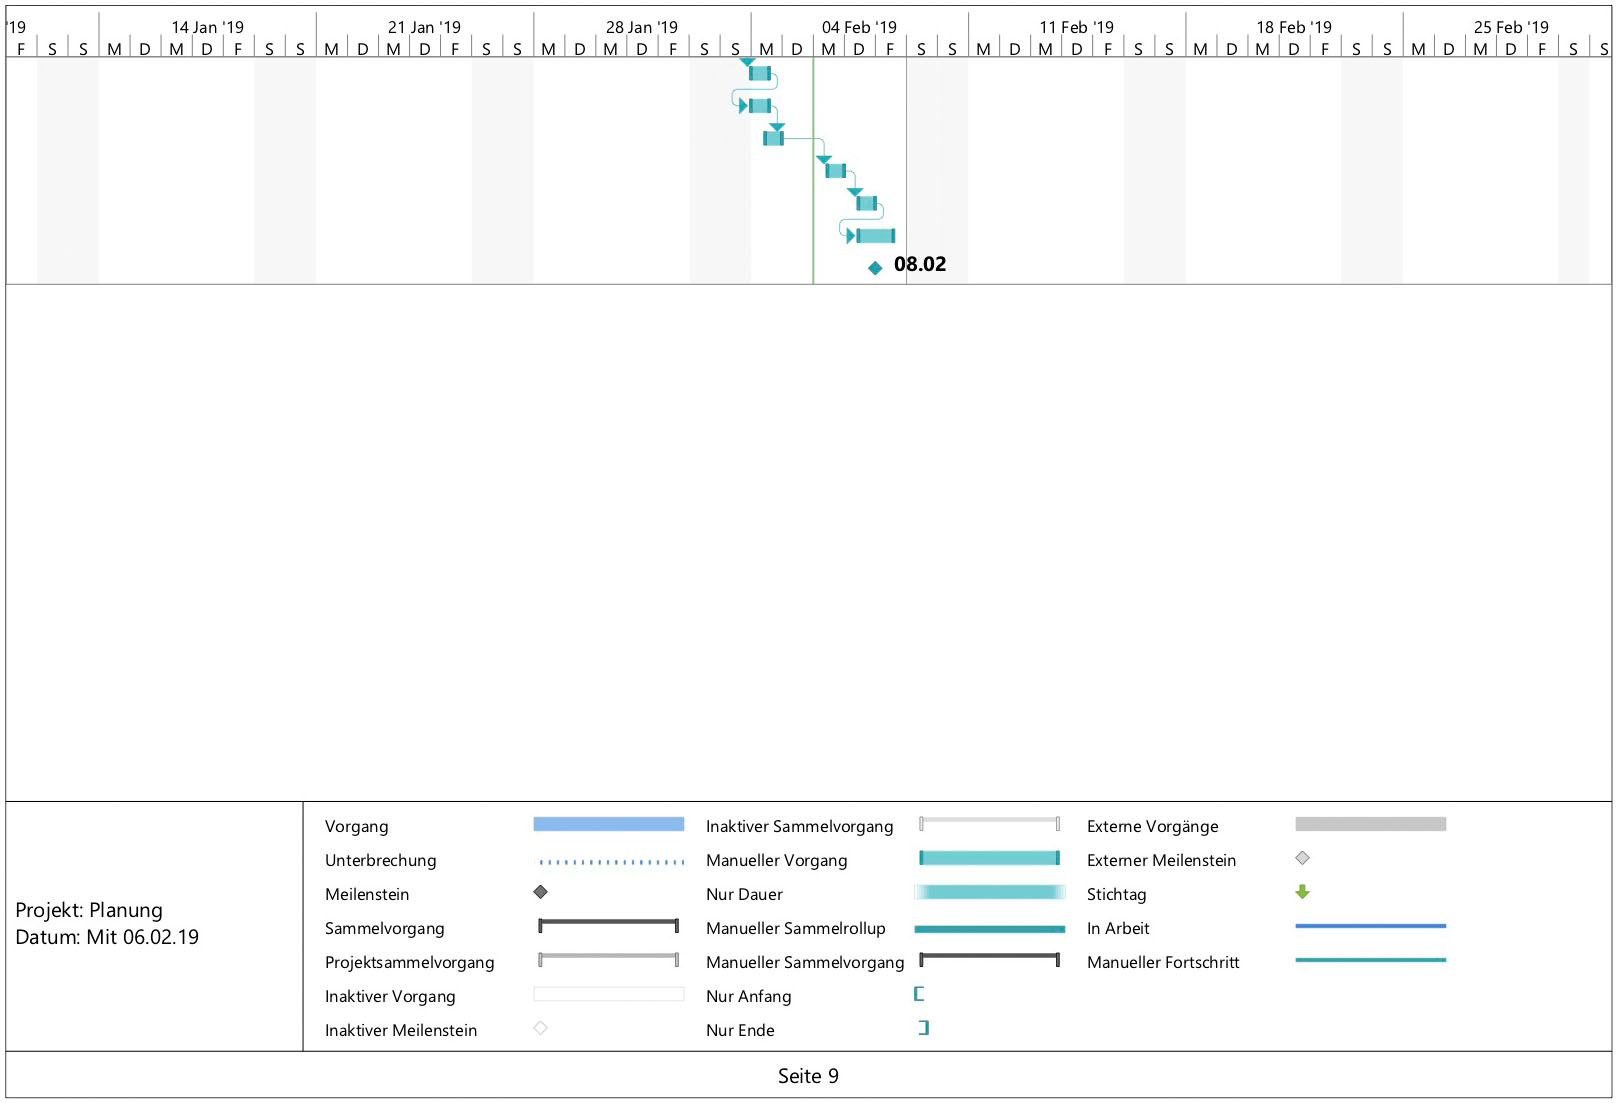 '19 14 Jan '19 21 Jan '19 28 Jan '19 04 Feb '19 11 Feb '19 18 Feb '19 25 Feb '19
F S S M D M D F S S M D M D F S S M D M D F S S M D M D F S S M D M D F S S M D M D F S S M D M D F S S
08.02
Projekt: Planung
Datum: Mit 06.02.19
Vorgang
Unterbrechung
Meilenstein
Sammelvorgang
Projektsammelvorgang
Inaktiver Vorgang
Inaktiver Meilenstein
Inaktiver Sammelvorgang
Manueller Vorgang
Nur Dauer
Manueller Sammelrollup
Manueller Sammelvorgang
Nur Anfang
Nur Ende
Externe Vorgänge
Externer Meilenstein
Stichtag
In Arbeit
Manueller Fortschritt
Seite 9